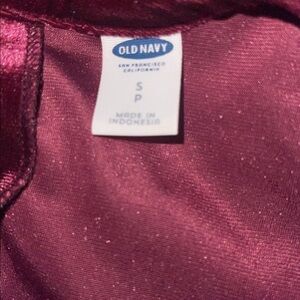 OLD NAVY
SAN FRANCISCO
CALIFORNIA
S
P
MADE IN
INDONESIA